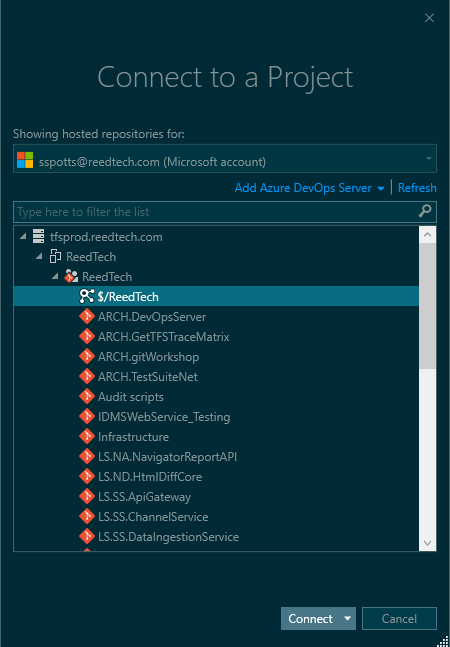 Connect to a Project
Showing hosted repositories for:
sspotts@reedtech.com (Microsoft account)
Add Azure DevOps Server | Refresh
Type here to filter the list
tfsprod.reedtech.com
ReedTech
ReedTech
$/ReedTech
ARCH.DevOpsServer
ARCH.GetTFSTraceMatrix
ARCH.gitWorkshop
ARCH.TestSuiteNet
Audit scripts
IDMSWebService_Testing
Infrastructure
LS.NA.NavigatorReportAPI
LS.ND.HtmlDiffCore
LS.SS.ApiGateway
LS.SS.ChannelService
LS.SS.DataIngestionService
Connect Cancel